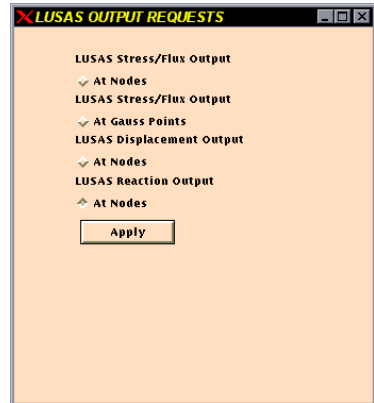 LUSAS OUTPUT REQUESTS
LUSAS Stress/Flux Output
At Nodes
LUSAS Stress/Flux Output
At Gauss Points
LUSAS Displacement Output
At Nodes
LUSAS Reaction Output
At Nodes
Apply